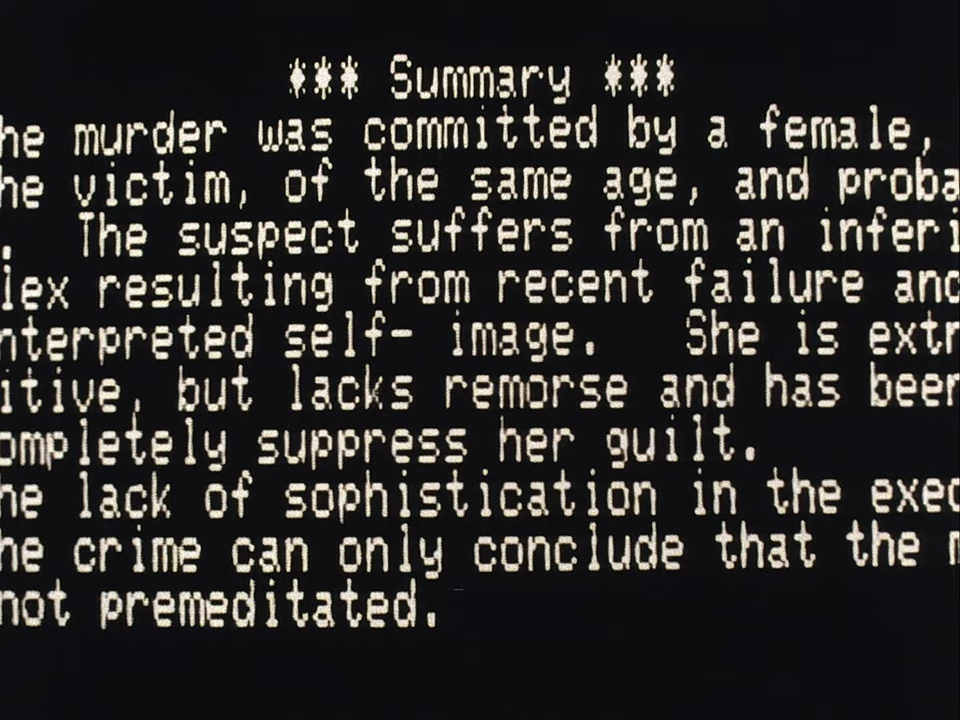 *** Summary ***
he murder was committed by a female,
he victim, of the same age, and proba
. The suspect suffers from an inferi
lex resulting from recent failure and
nterpreted self- image. She is extr
itive, but lacks remorse and has been
ompletely suppress her guilt.
he lack of sophistication in the exec
he crime can only conclude that the m
not premeditated.